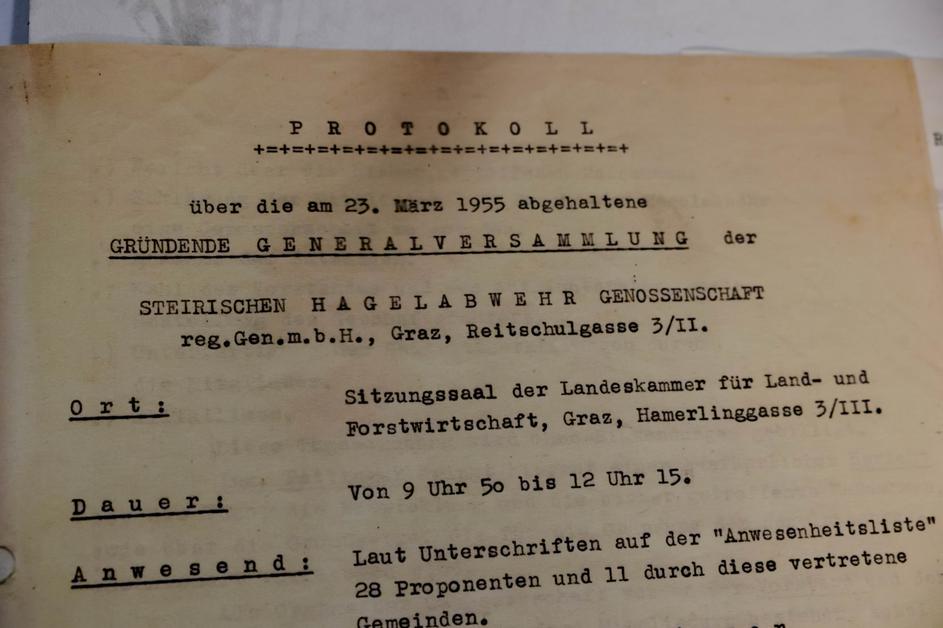 P R O T O K O L L
+=+=+=+=+=+=+=+=+=+=+=+=+=+=+
über die am 23. März 1955 abgehaltene
GRÜNDENDE G E N E R A L V E R S A M M L U N G der
STEIRISCHEN H A G E L A B W E H R GENOSSENSCHAFT
reg.Gen.m.b.H., Graz, Reitschulgasse 3/II.
O r t : Sitzungssaal der Landeskammer für Land- und
Forstwirtschaft, Graz, Hamerlinggasse 3/III.
D a u e r : Von 9 Uhr 50 bis 12 Uhr 15.
A n w e s e n d : Laut Unterschriften auf der "Anwesenheitsliste"
28 Proponenten und 11 durch diese vertretene
Gemeinden.